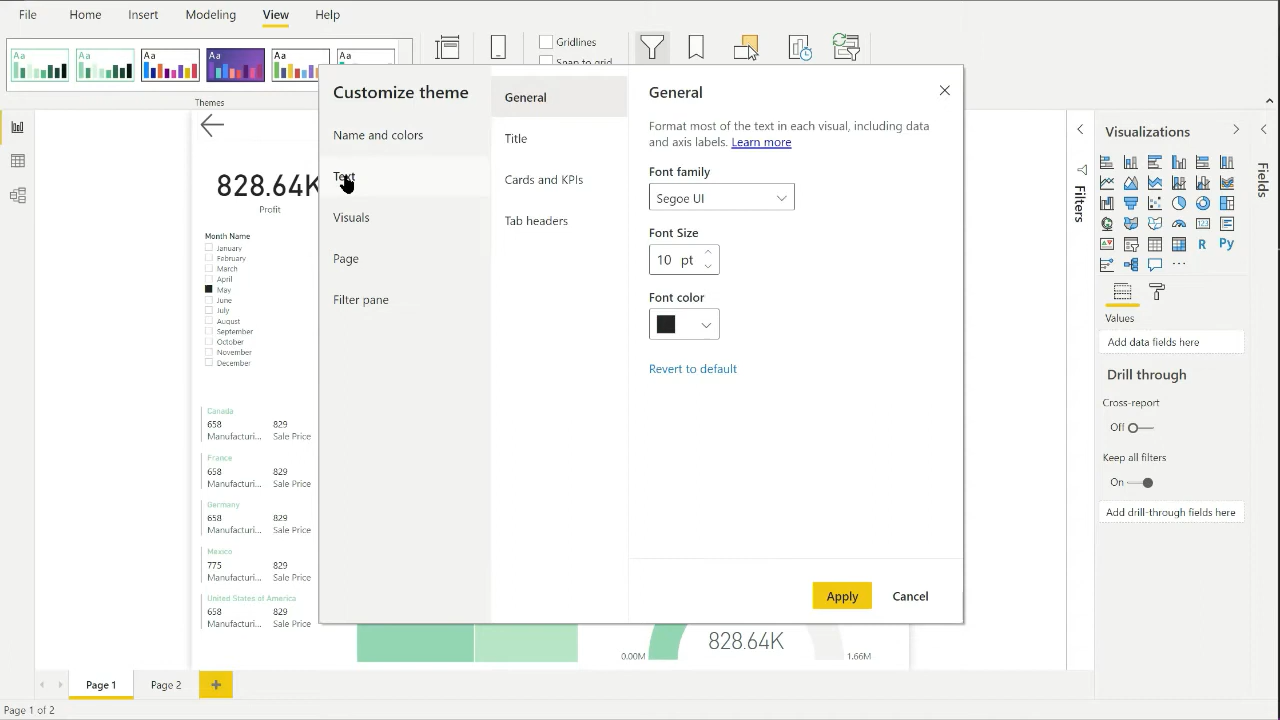 File
Home
Insert
Modeling
View
Help
Aa
Aa
Aa
Aa
Aa
Aa
Gridlines
Snap to grid
Themes
Customize theme
Name and colors
Text
Visuals
Page
Filter pane
General
Title
Cards and KPIs
Tab headers
General
Format most of the text in each visual, including data
and axis labels. Learn more
Font family
Segoe UI
Font Size
10 pt
Font color
Revert to default
Apply
Cancel
828.64K
Profit
Month Name
January
February
March
April
May
June
July
August
September
October
November
December
Canada
658 829
Manufacturi... Sale Price
France
658 829
Manufacturi... Sale Price
Germany
658 829
Manufacturi... Sale Price
Mexico
775 829
Manufacturi... Sale Price
United States of America
658 829
Manufacturi... Sale Price
0.00M
828.64K
1.66M
Filters
Visualizations
R
Py
Values
Add data fields here
Drill through
Cross-report
Off
Keep all filters
On
Add drill-through fields here
Fields
Page 1
Page 2
Page 1 of 2